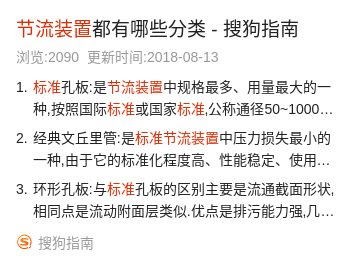 节流装置都有哪些分类 - 搜狗指南
浏览:2090 更新时间:2018-08-13
1. 标准孔板:是节流装置中规格最多、用量最大的一
种,按照国际标准或国家标准,公称通径50~1000…
2. 经典文丘里管:是标准节流装置中压力损失最小的
一种,由于它的标准化程度高、性能稳定、使用…
3. 环形孔板:与标准孔板的区别主要是流通截面形状,
相同点是流动附面层类似.优点是排污能力强,几…
搜狗指南